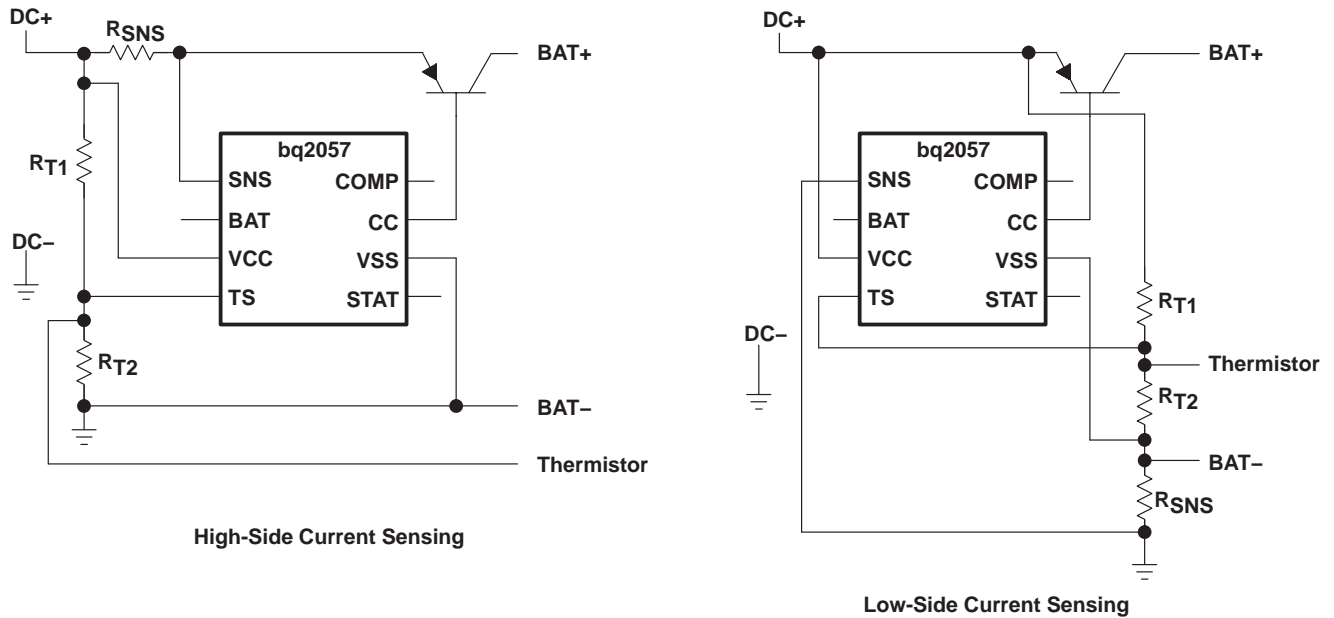 DC+
RSNS
BAT+
bq2057
RT1
SNS
COMP
BAT
CC
DC–
VCC
VSS
TS
STAT
RT2
BAT–
Thermistor
High-Side Current Sensing
DC+
BAT+
bq2057
SNS
COMP
BAT
CC
VCC
VSS
TS
STAT
RT1
DC–
Thermistor
RT2
BAT–
RSNS
Low-Side Current Sensing